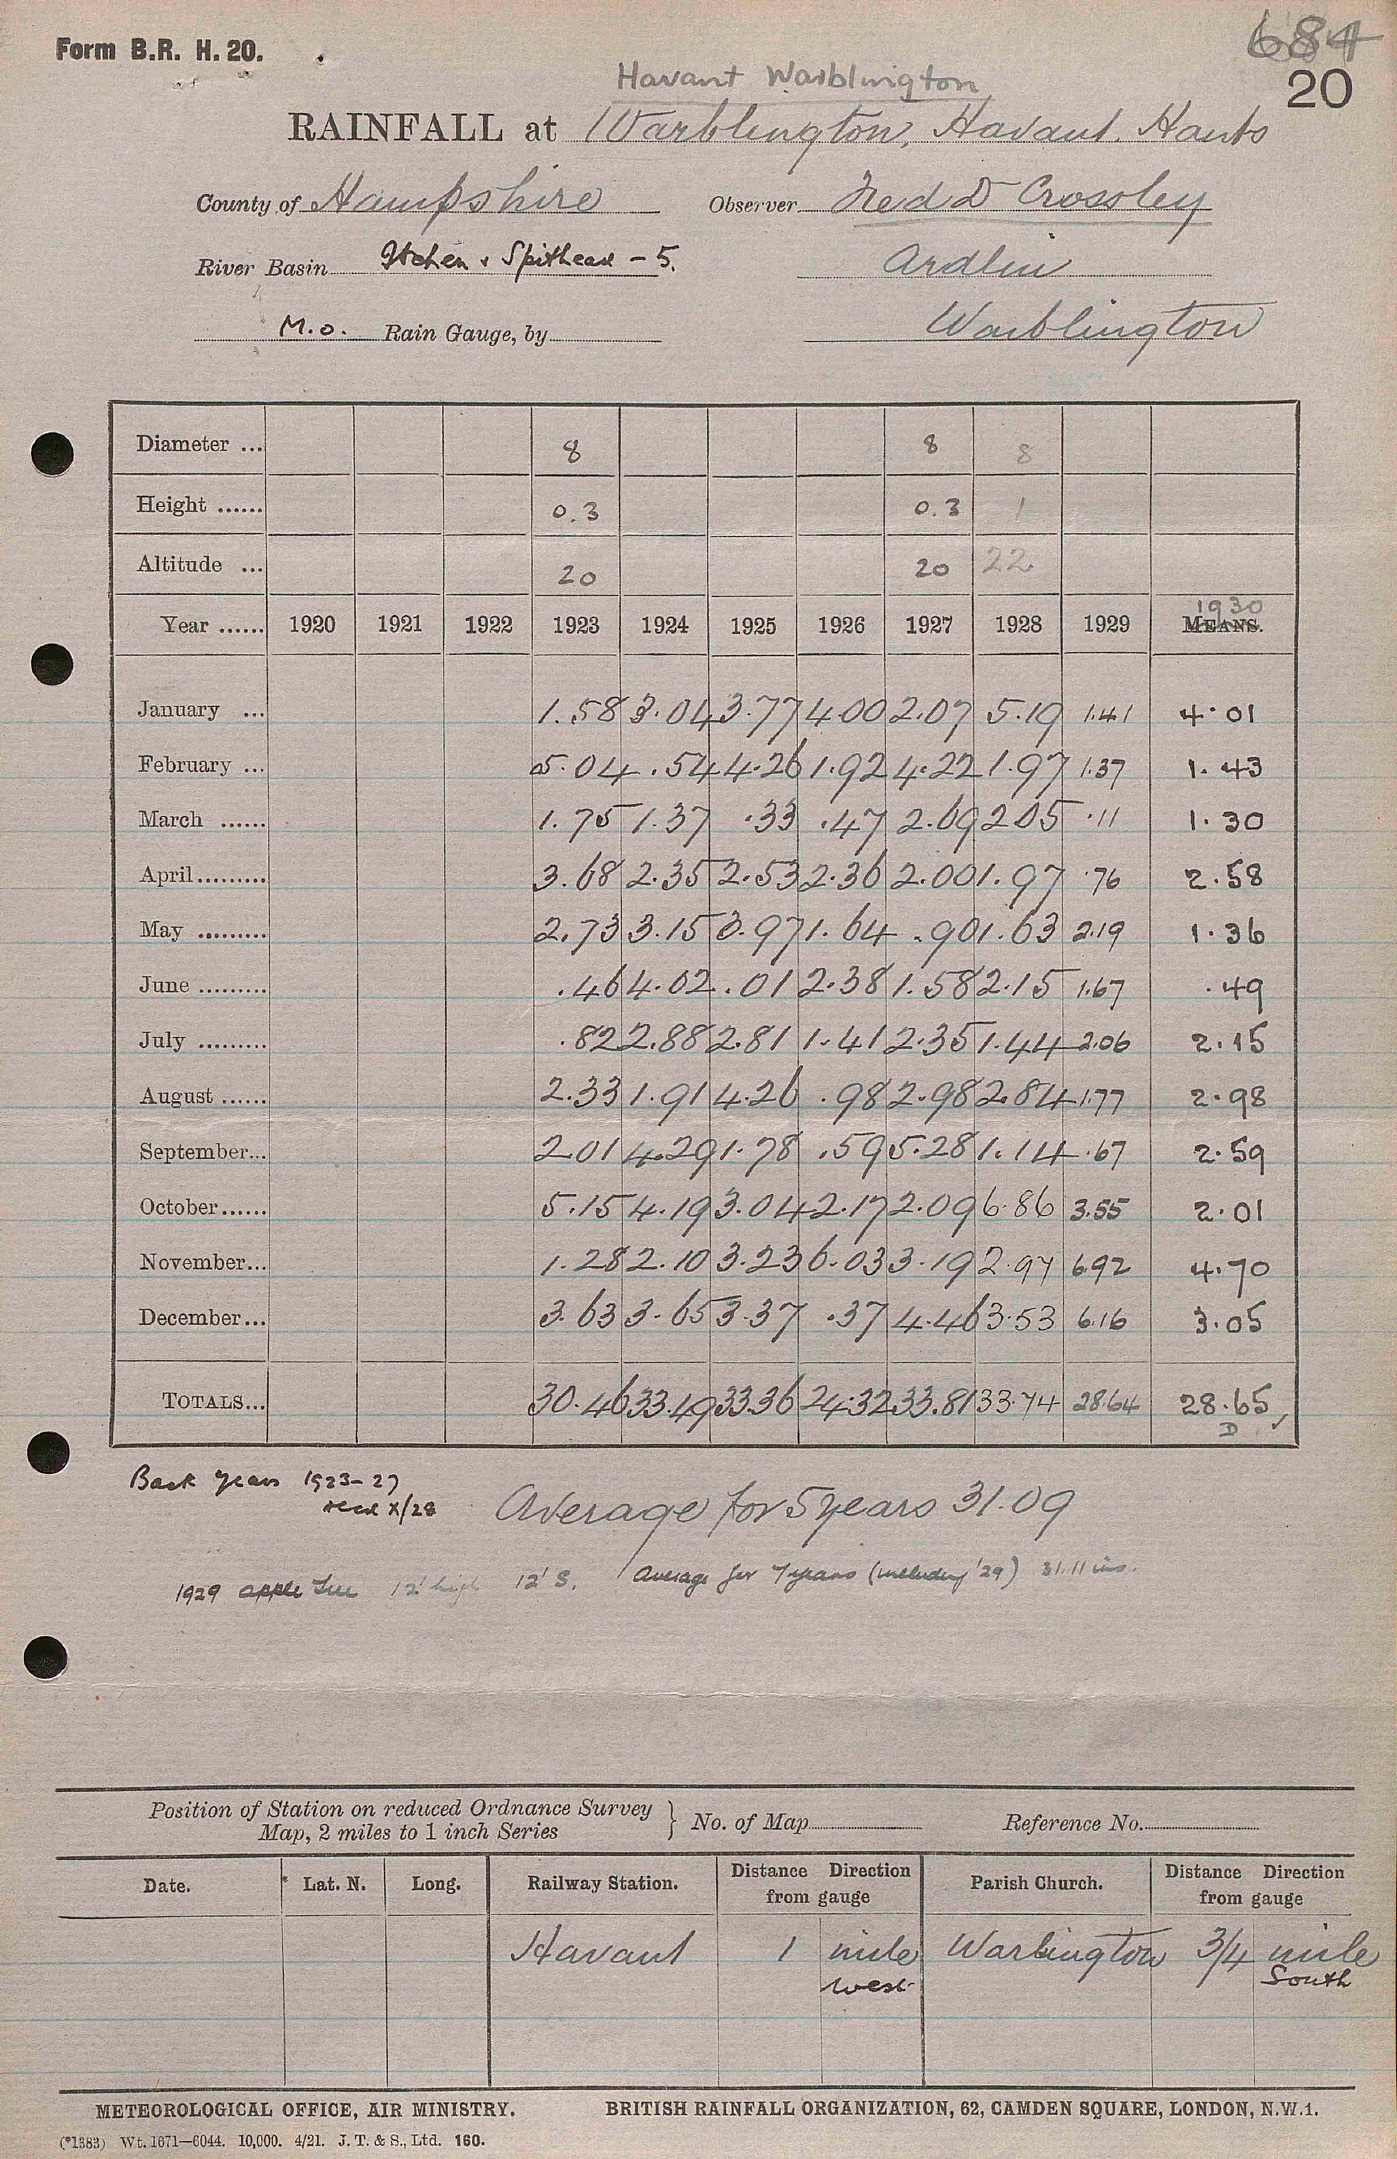 Form B.R. H. 20.
684
20
Havant Warblington
RAINFALL at Warblington, Havant. Hants
County of Hampshire Observer Fred D Crossley
River Basin Itchen & Spithead - 5. Ardlin
M.O. Rain Gauge, by Warblington
Diameter ... 8 8 8
Height ...... 0.3 0.3 1
Altitude ... 20 20 22
1930
Year ...... 1920 1921 1922 1923 1924 1925 1926 1927 1928 1929 MEANS.
January ... 1.58 3.04 3.77 4.00 2.07 5.19 1.41 4.01
February ... 5.04 .54 4.26 1.92 4.22 1.97 1.37 1.43
March ...... 1.75 1.37 .33 .47 2.69 2.05 .11 1.30
April ......... 3.68 2.35 2.53 2.36 2.00 1.97 .76 2.58
May ......... 2.73 3.15 3.97 1.64 .90 1.63 2.19 1.36
June ......... .46 4.02 .01 2.38 1.58 2.15 1.67 .49
July ......... .82 2.88 2.81 1.41 2.35 1.44 2.06 2.15
August ...... 2.33 1.91 4.26 .98 2.98 2.84 1.77 2.98
September... 2.01 4.29 1.78 .59 5.28 1.14 .67 2.59
October...... 5.15 4.19 3.04 2.17 2.09 6.86 3.55 2.01
November... 1.28 2.10 3.23 6.03 3.19 2.97 6.92 4.70
December... 3.63 3.65 3.37 .37 4.46 3.53 6.16 3.05
TOTALS... 30.46 33.49 33.36 24.32 33.81 33.74 28.64 28.65
D ✓
Back years 1923-27
recd X/28
Average for 5 years 31.09
1929 apple tree 12' high 12' S. Average for 7 years (including '29) 31.11 ins.
Position of Station on reduced Ordnance Survey
Map, 2 miles to 1 inch Series } No. of Map Reference No.
Date. Lat. N. Long. Railway Station. Distance Direction from gauge Parish Church. Distance Direction from gauge
Havant 1 mile west Warblington 3/4 mile South
METEOROLOGICAL OFFICE, AIR MINISTRY. BRITISH RAINFALL ORGANIZATION, 62, CAMDEN SQUARE, LONDON, N.W.1.
(*1383) Wt. 1671—6044. 10,000. 4/21. J. T. & S., Ltd. 160.